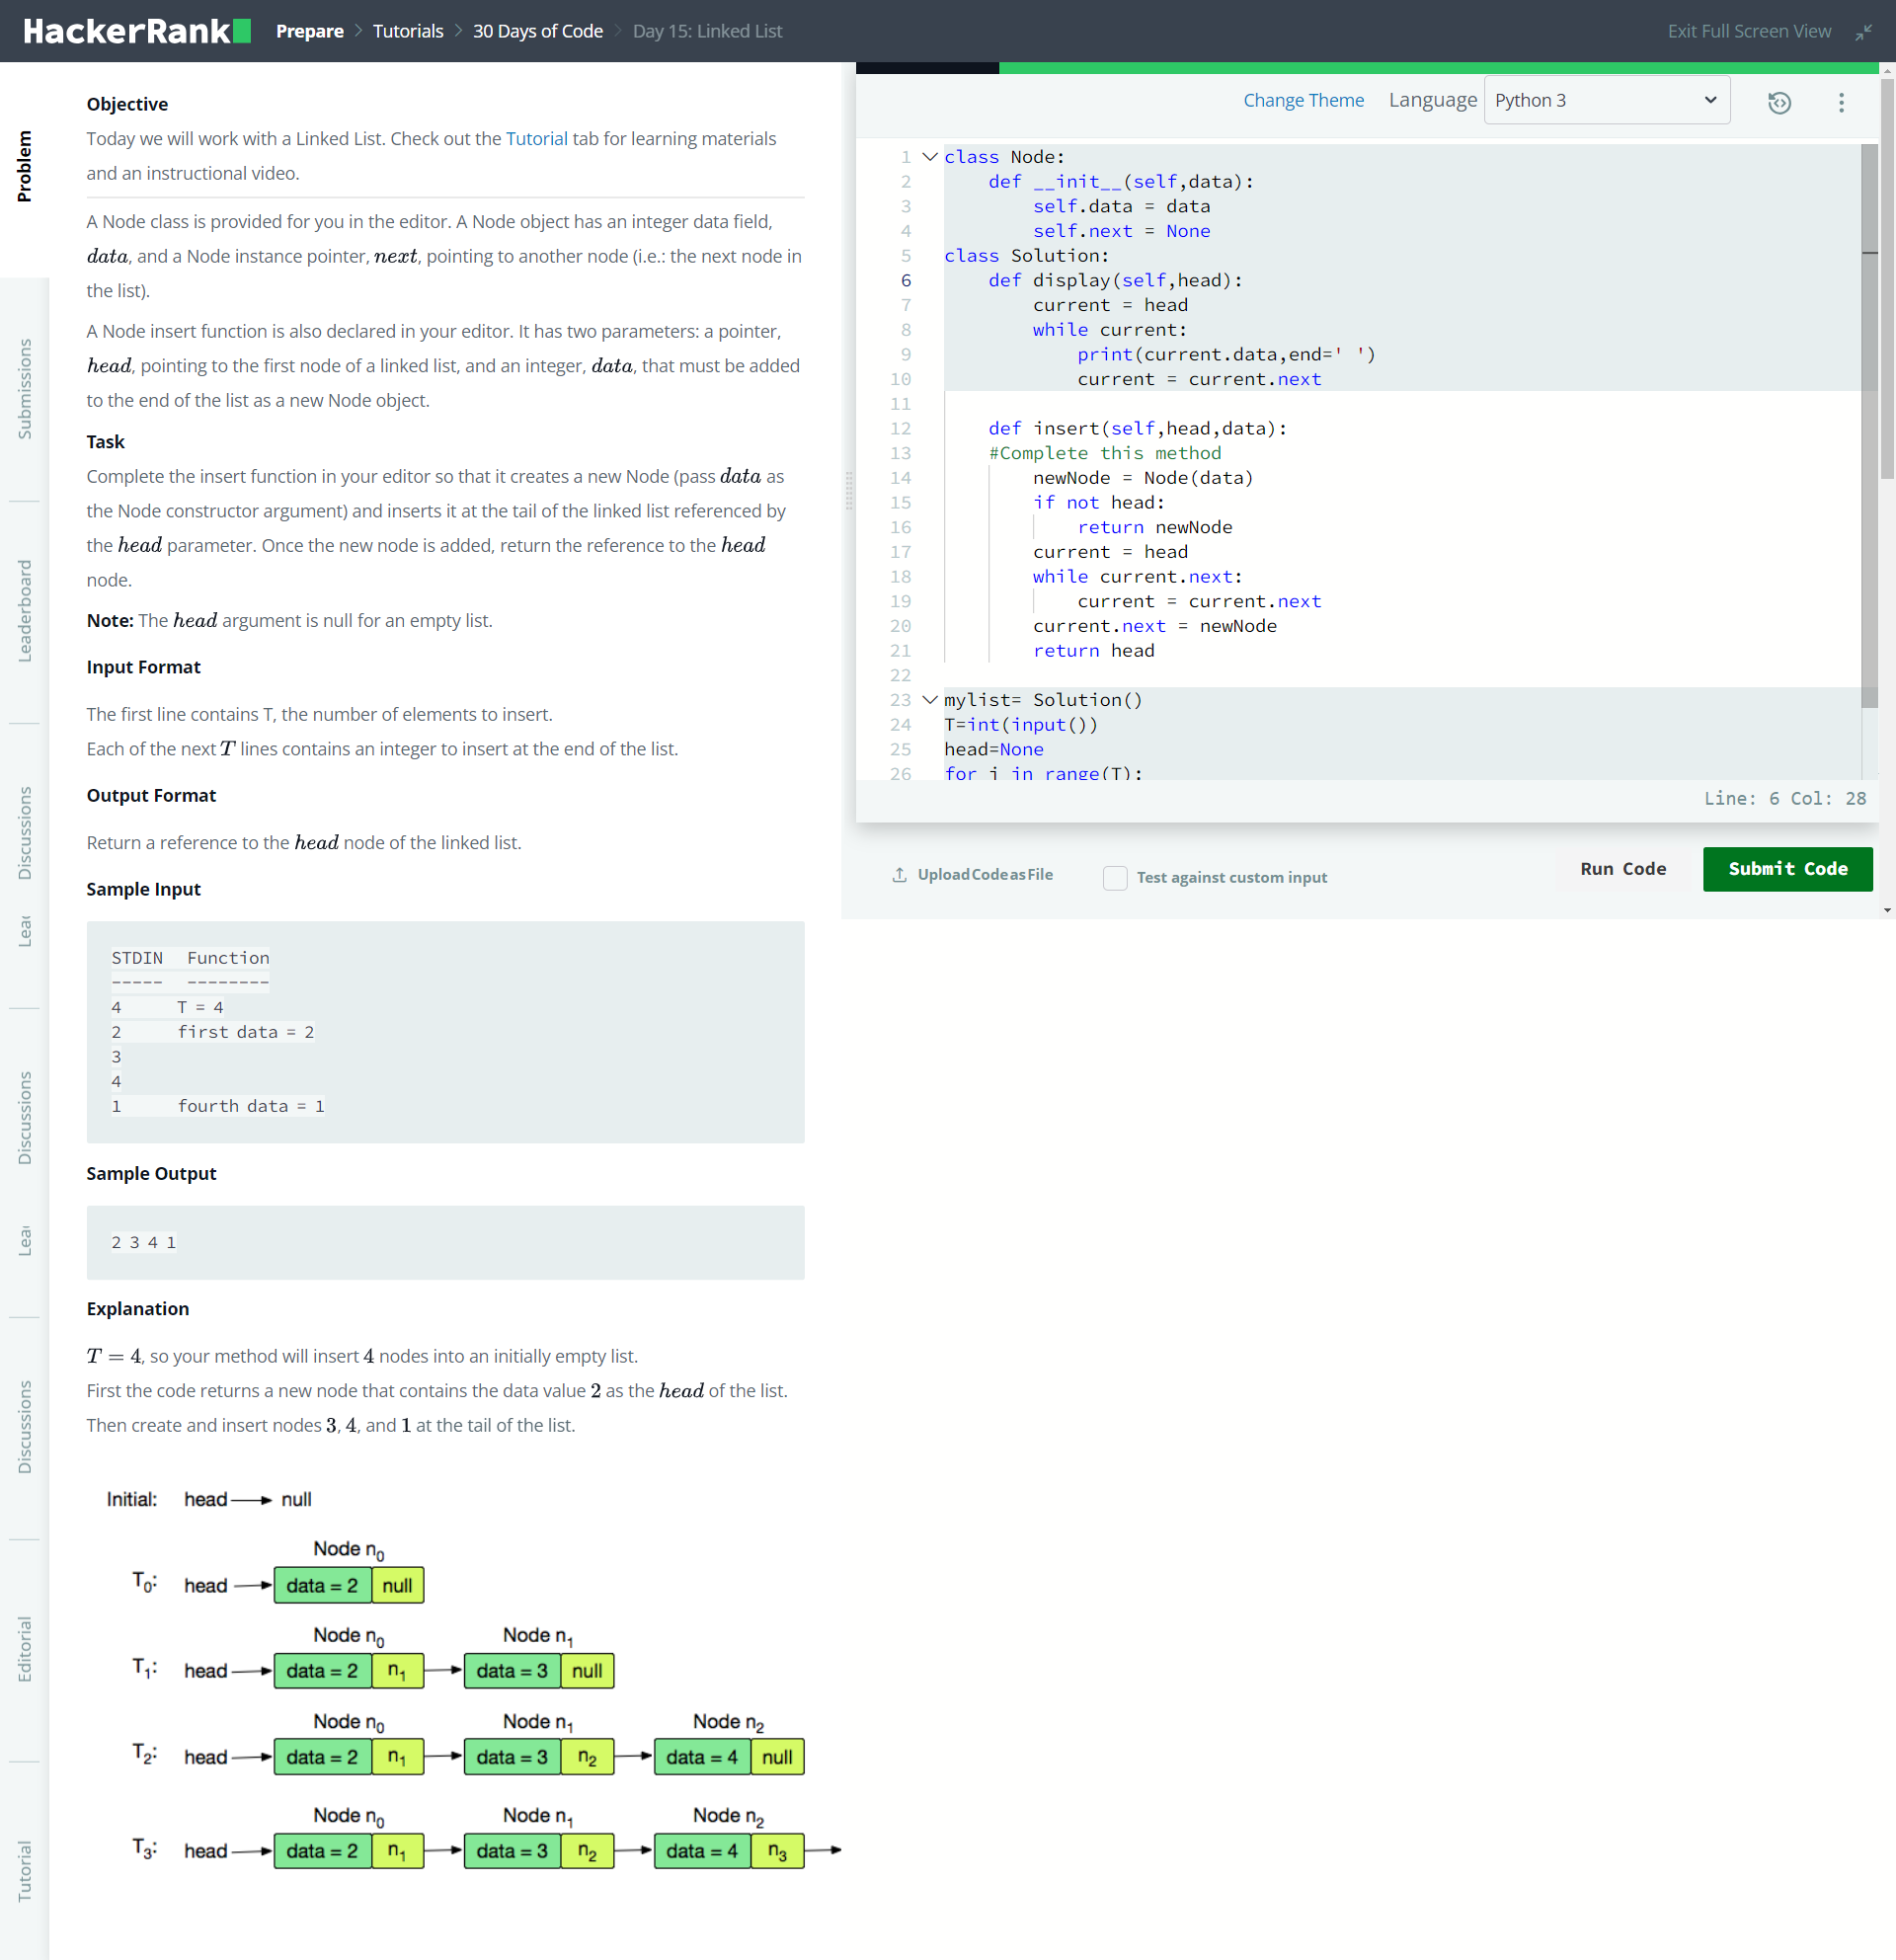 HackerRank
Prepare > Tutorials > 30 Days of Code > Day 15: Linked List
Exit Full Screen View
Problem
Submissions
Leaderboard
Discussions
Lea
Discussions
Lea
Discussions
Editorial
Tutorial
Objective
Today we will work with a Linked List. Check out the Tutorial tab for learning materials
and an instructional video.
A Node class is provided for you in the editor. A Node object has an integer data field,
data, and a Node instance pointer, next, pointing to another node (i.e.: the next node in
the list).
A Node insert function is also declared in your editor. It has two parameters: a pointer,
head, pointing to the first node of a linked list, and an integer, data, that must be added
to the end of the list as a new Node object.
Task
Complete the insert function in your editor so that it creates a new Node (pass data as
the Node constructor argument) and inserts it at the tail of the linked list referenced by
the head parameter. Once the new node is added, return the reference to the head
node.
Note: The head argument is null for an empty list.
Input Format
The first line contains T, the number of elements to insert.
Each of the next T lines contains an integer to insert at the end of the list.
Output Format
Return a reference to the head node of the linked list.
Sample Input
STDIN Function
----- --------
4 T = 4
2 first data = 2
3
4
1 fourth data = 1
Sample Output
2 3 4 1
Explanation
T = 4, so your method will insert 4 nodes into an initially empty list.
First the code returns a new node that contains the data value 2 as the head of the list.
Then create and insert nodes 3, 4, and 1 at the tail of the list.
Initial: head null
Node n0
T0: head data = 2 null
Node n0 Node n1
T1: head data = 2 n1 data = 3 null
Node n0 Node n1 Node n2
T2: head data = 2 n1 data = 3 n2 data = 4 null
Node n0 Node n1 Node n2
T3: head data = 2 n1 data = 3 n2 data = 4 n3
Change Theme Language Python 3
1 class Node:
2 def __init__(self,data):
3 self.data = data
4 self.next = None
5 class Solution:
6 def display(self,head):
7 current = head
8 while current:
9 print(current.data,end=' ')
10 current = current.next
11
12 def insert(self,head,data):
13 #Complete this method
14 newNode = Node(data)
15 if not head:
16 return newNode
17 current = head
18 while current.next:
19 current = current.next
20 current.next = newNode
21 return head
22
23 mylist= Solution()
24 T=int(input())
25 head=None
26 for i in range(T):
Line: 6 Col: 28
Upload Code as File
Test against custom input
Run Code
Submit Code